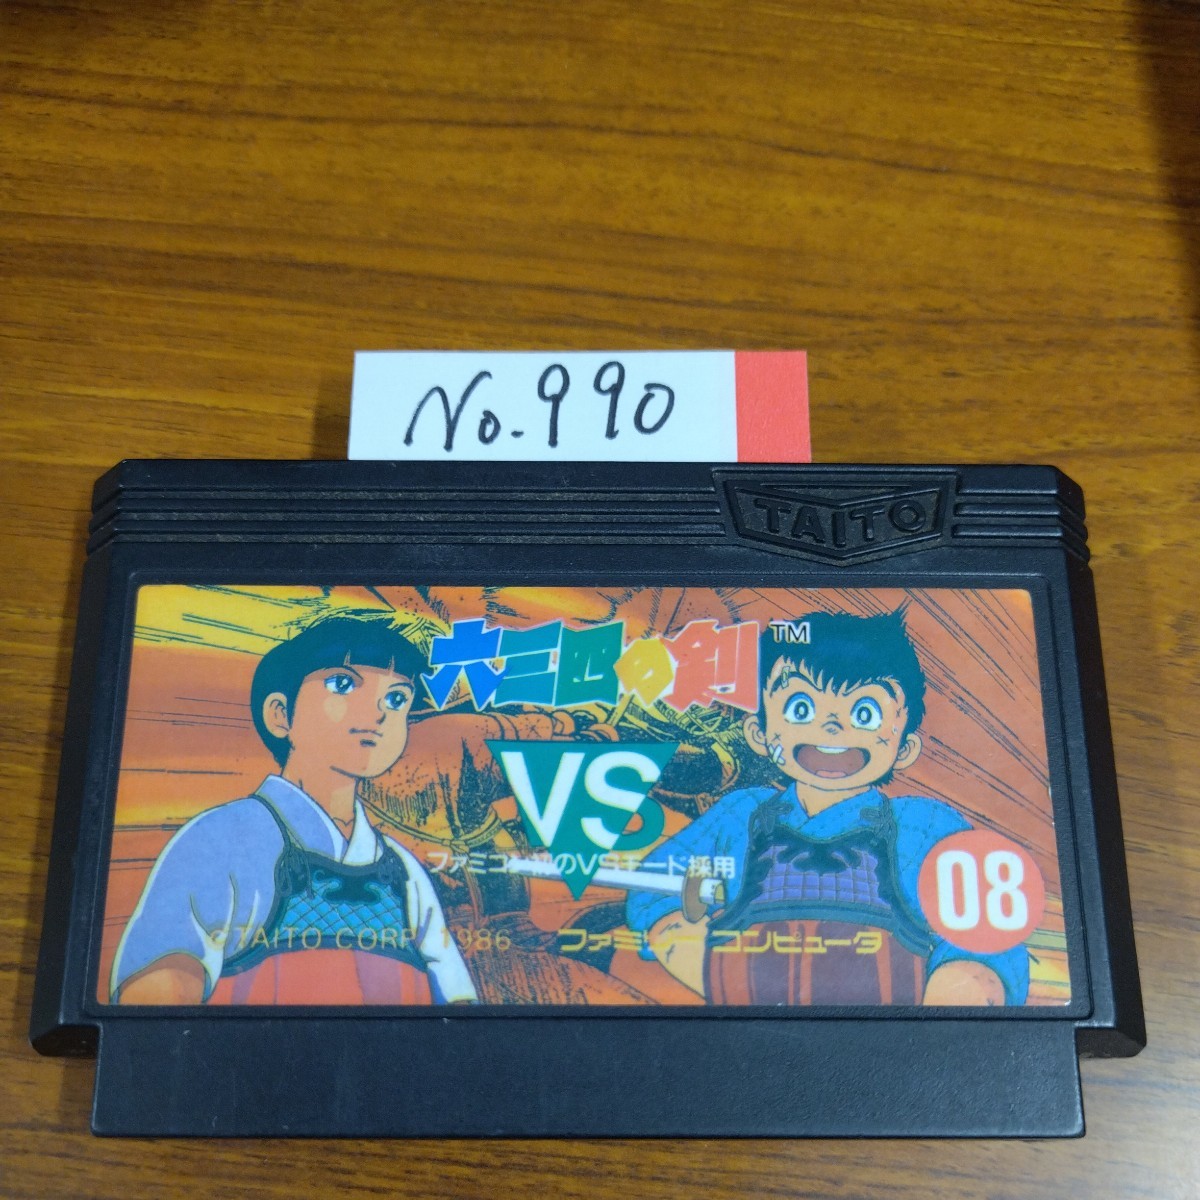 No.990
TAITO
六三四の剣 TM
VS
ファミコン初のVSモード採用
08
© TAITO CORP. 1986 ファミリーコンピュータ